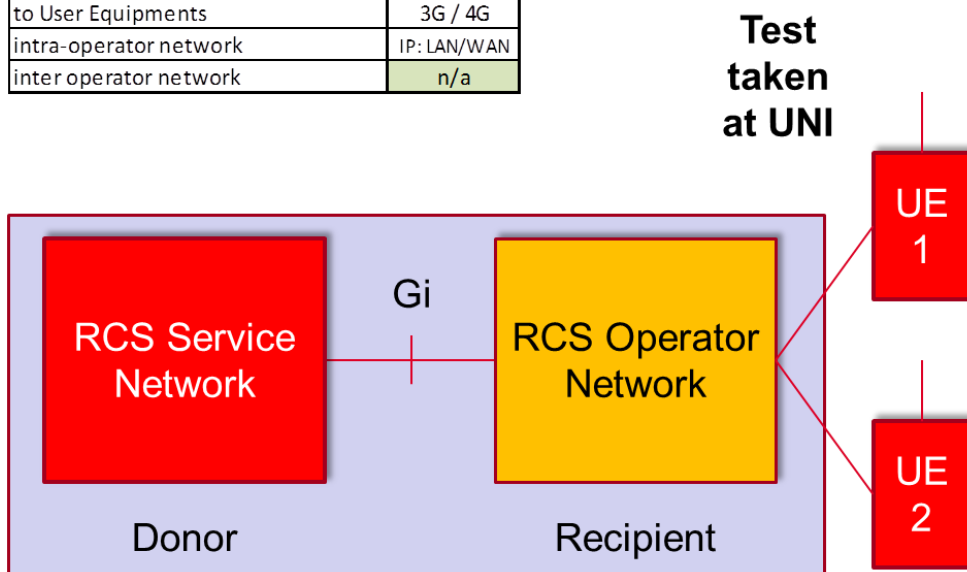 to User Equipments 3G / 4G
intra-operator network IP: LAN/WAN
inter operator network n/a
Test
taken
at UNI
UE
1
Gi
RCS Service
Network
RCS Operator
Network
UE
2
Donor
Recipient